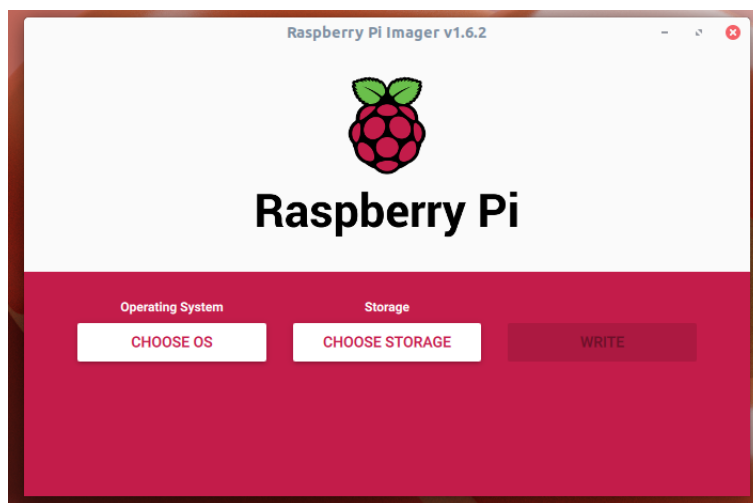 Raspberry Pi Imager v1.6.2
Raspberry Pi
Operating System
Storage
CHOOSE OS
CHOOSE STORAGE
WRITE